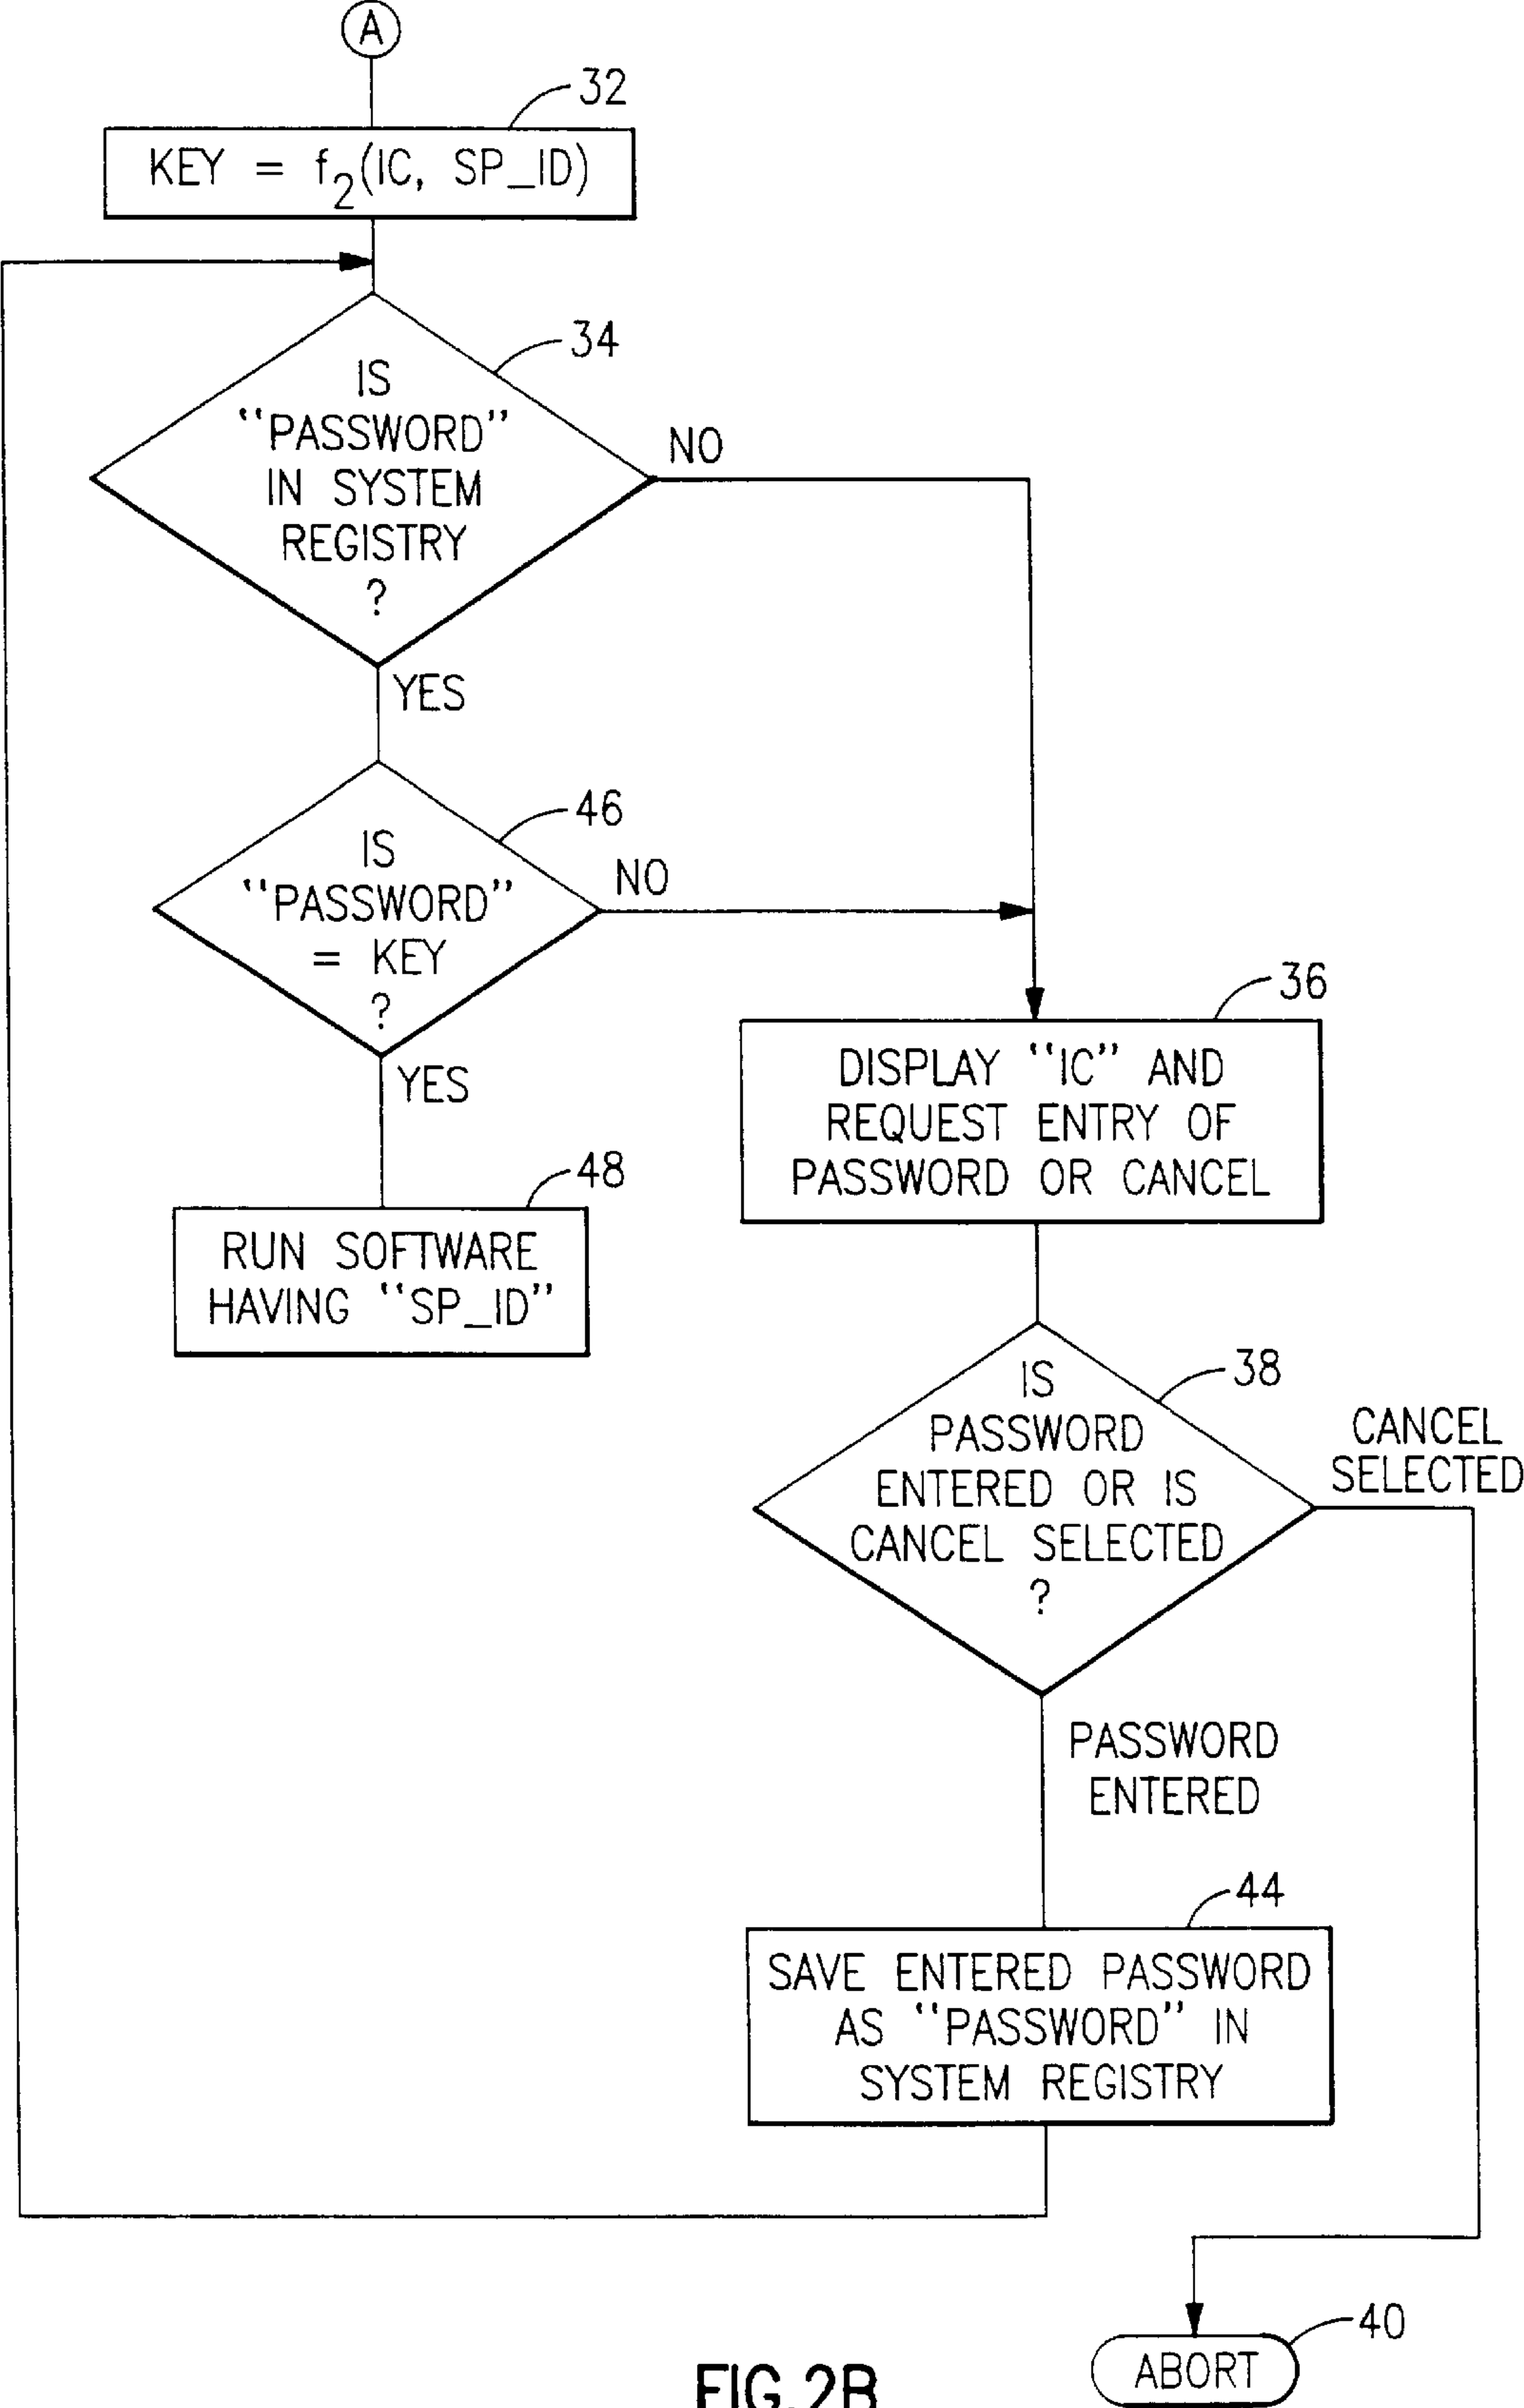 A
32
KEY = f2(IC, SP_ID)
34
IS
"PASSWORD"
IN SYSTEM
REGISTRY
?
NO
YES
46
IS
"PASSWORD"
= KEY
?
NO
YES
36
DISPLAY "IC" AND
REQUEST ENTRY OF
PASSWORD OR CANCEL
48
RUN SOFTWARE
HAVING "SP_ID"
38
IS
PASSWORD
ENTERED OR IS
CANCEL SELECTED
?
CANCEL
SELECTED
PASSWORD
ENTERED
44
SAVE ENTERED PASSWORD
AS "PASSWORD" IN
SYSTEM REGISTRY
40
ABORT
FIG.2B